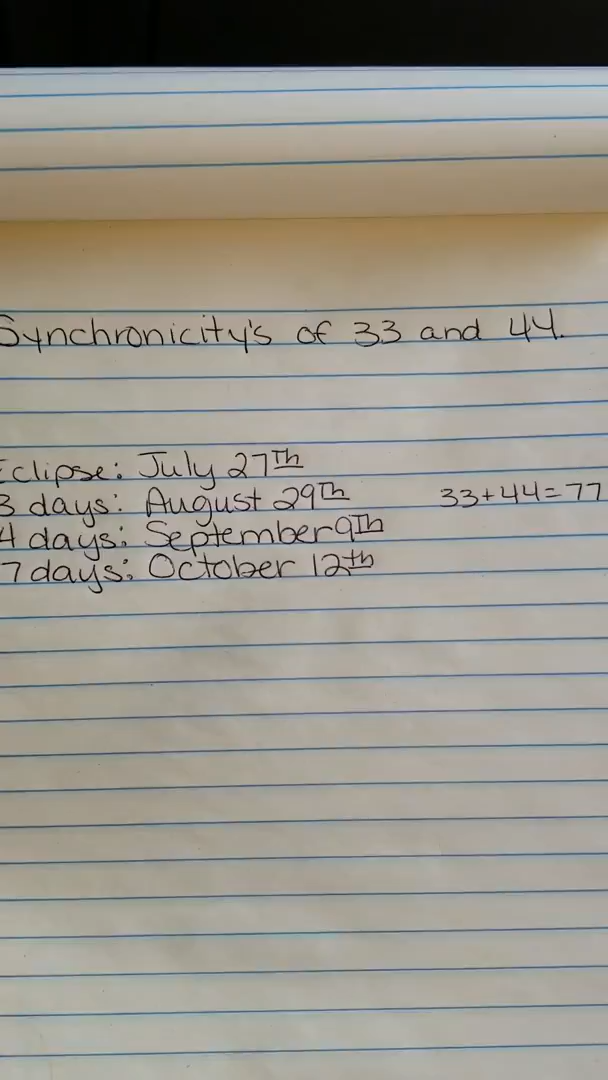 Synchronicity's of 33 and 44.
Eclipse: July 27Th
3 days: August 29Th
33+44=77
4 days: September 9Th
7 days: October 12th